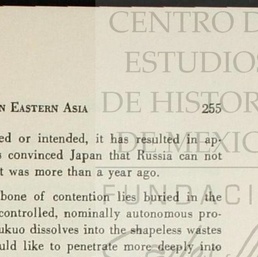 CENTRO D
ESTUDIOS
N EASTERN ASIA 255
DE HISTOR
ed or intended, it has resulted in ap-
s convinced Japan that Russia can not
t was more than a year ago.
DE MEXIC
FUNDACI
bone of contention lies buried in the
controlled, nominally autonomous pro-
ukuo dissolves into the shapeless wastes
uld like to penetrate more deeply into